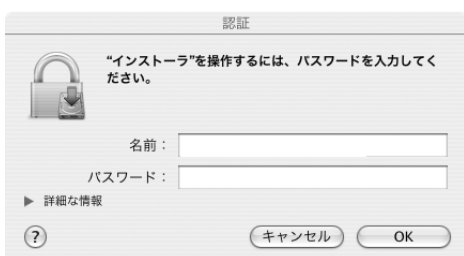 認証
“インストーラ”を操作するには、パスワードを入力してく
ださい。
名前：
パスワード：
▶ 詳細な情報
?
キャンセル
OK